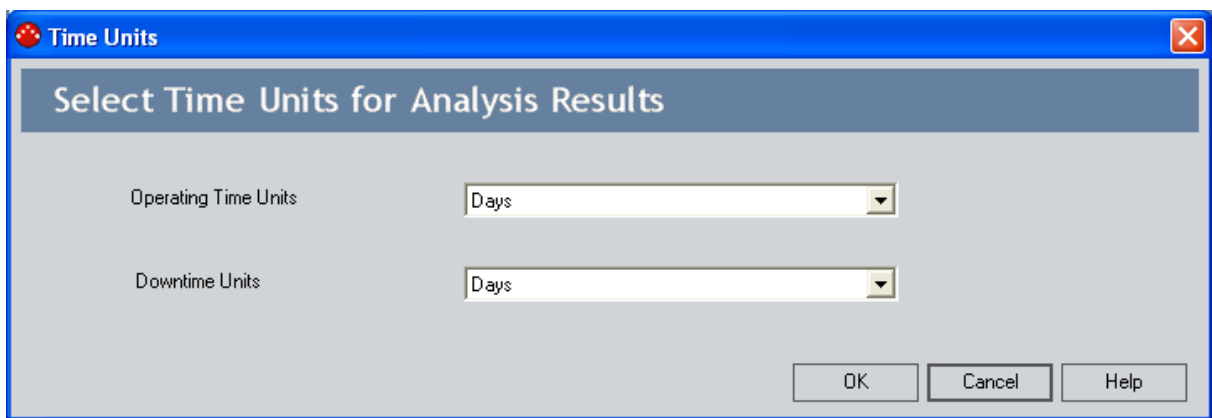 Time Units
Select Time Units for Analysis Results
Operating Time Units
Days
Downtime Units
Days
OK
Cancel
Help